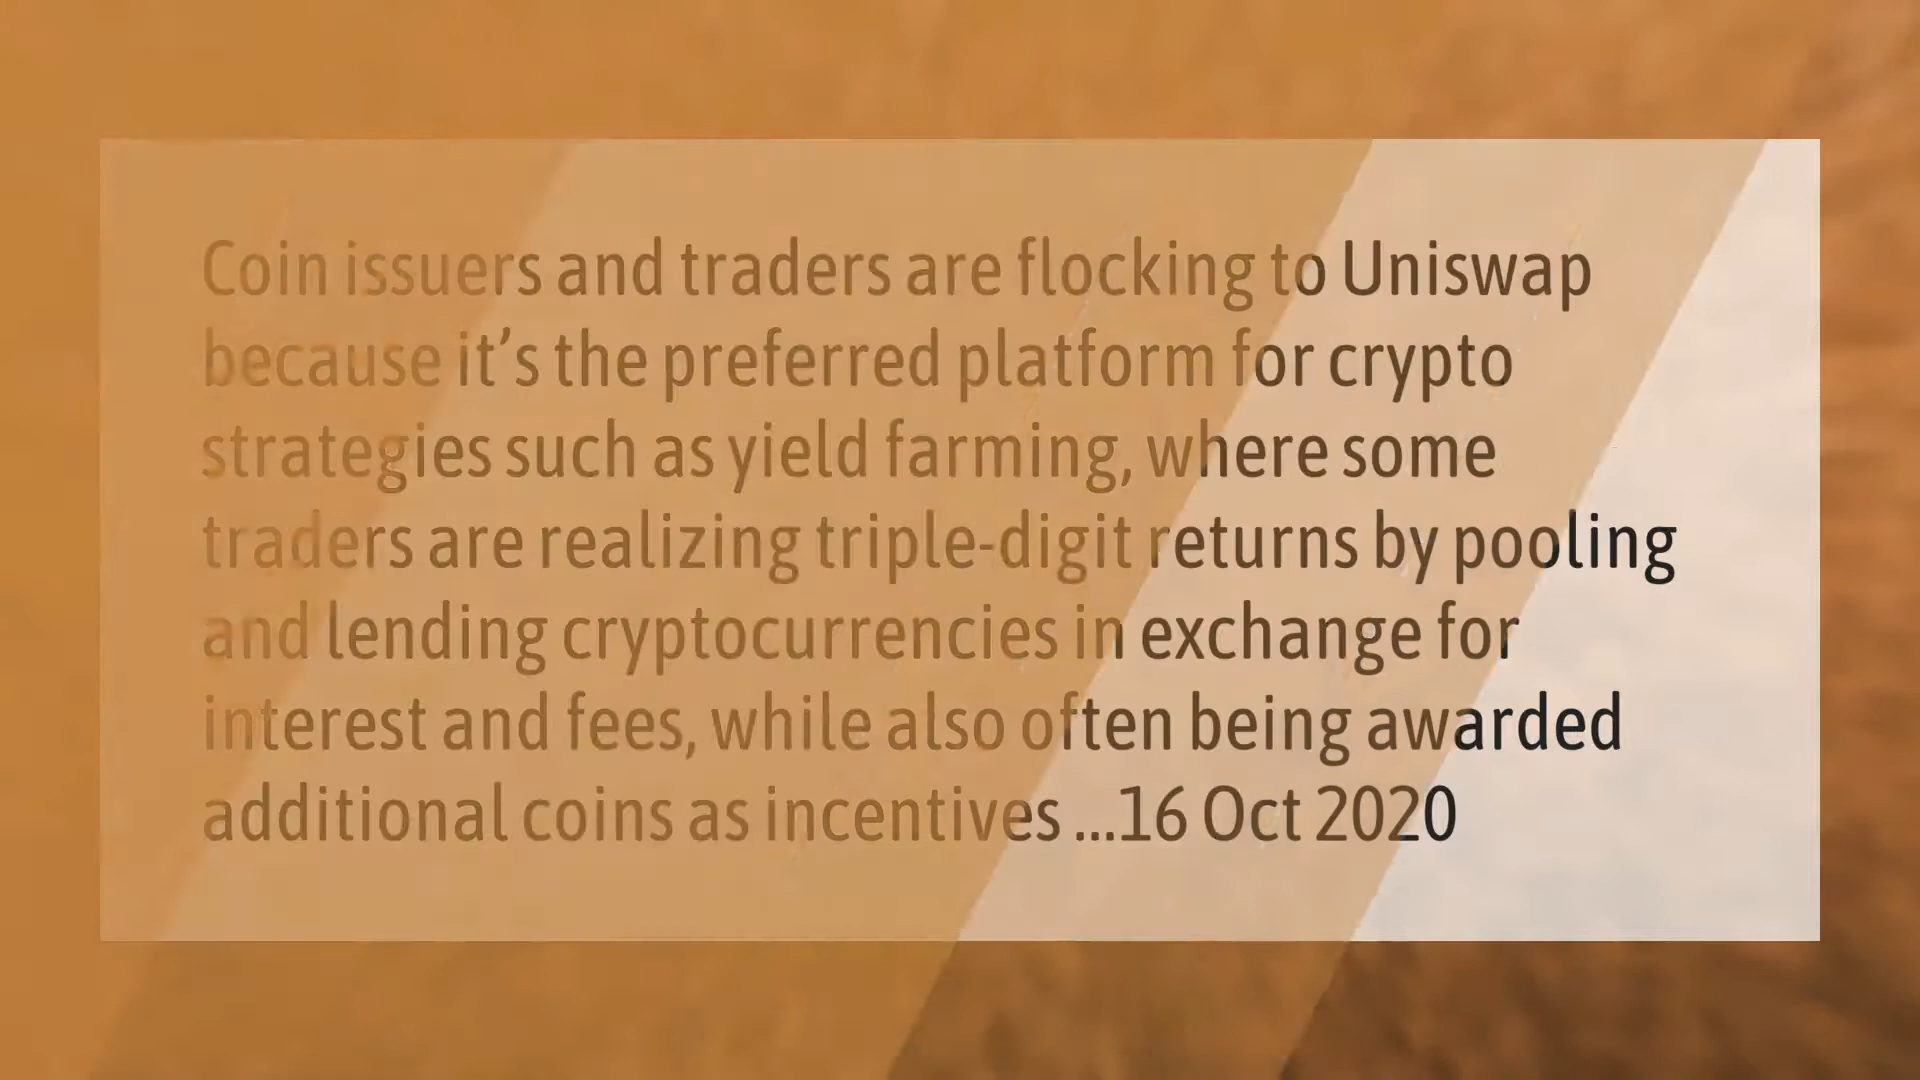 Coin issuers and traders are flocking to Uniswap
because it’s the preferred platform for crypto
strategies such as yield farming, where some
traders are realizing triple-digit returns by pooling
and lending cryptocurrencies in exchange for
interest and fees, while also often being awarded
additional coins as incentives ...16 Oct 2020